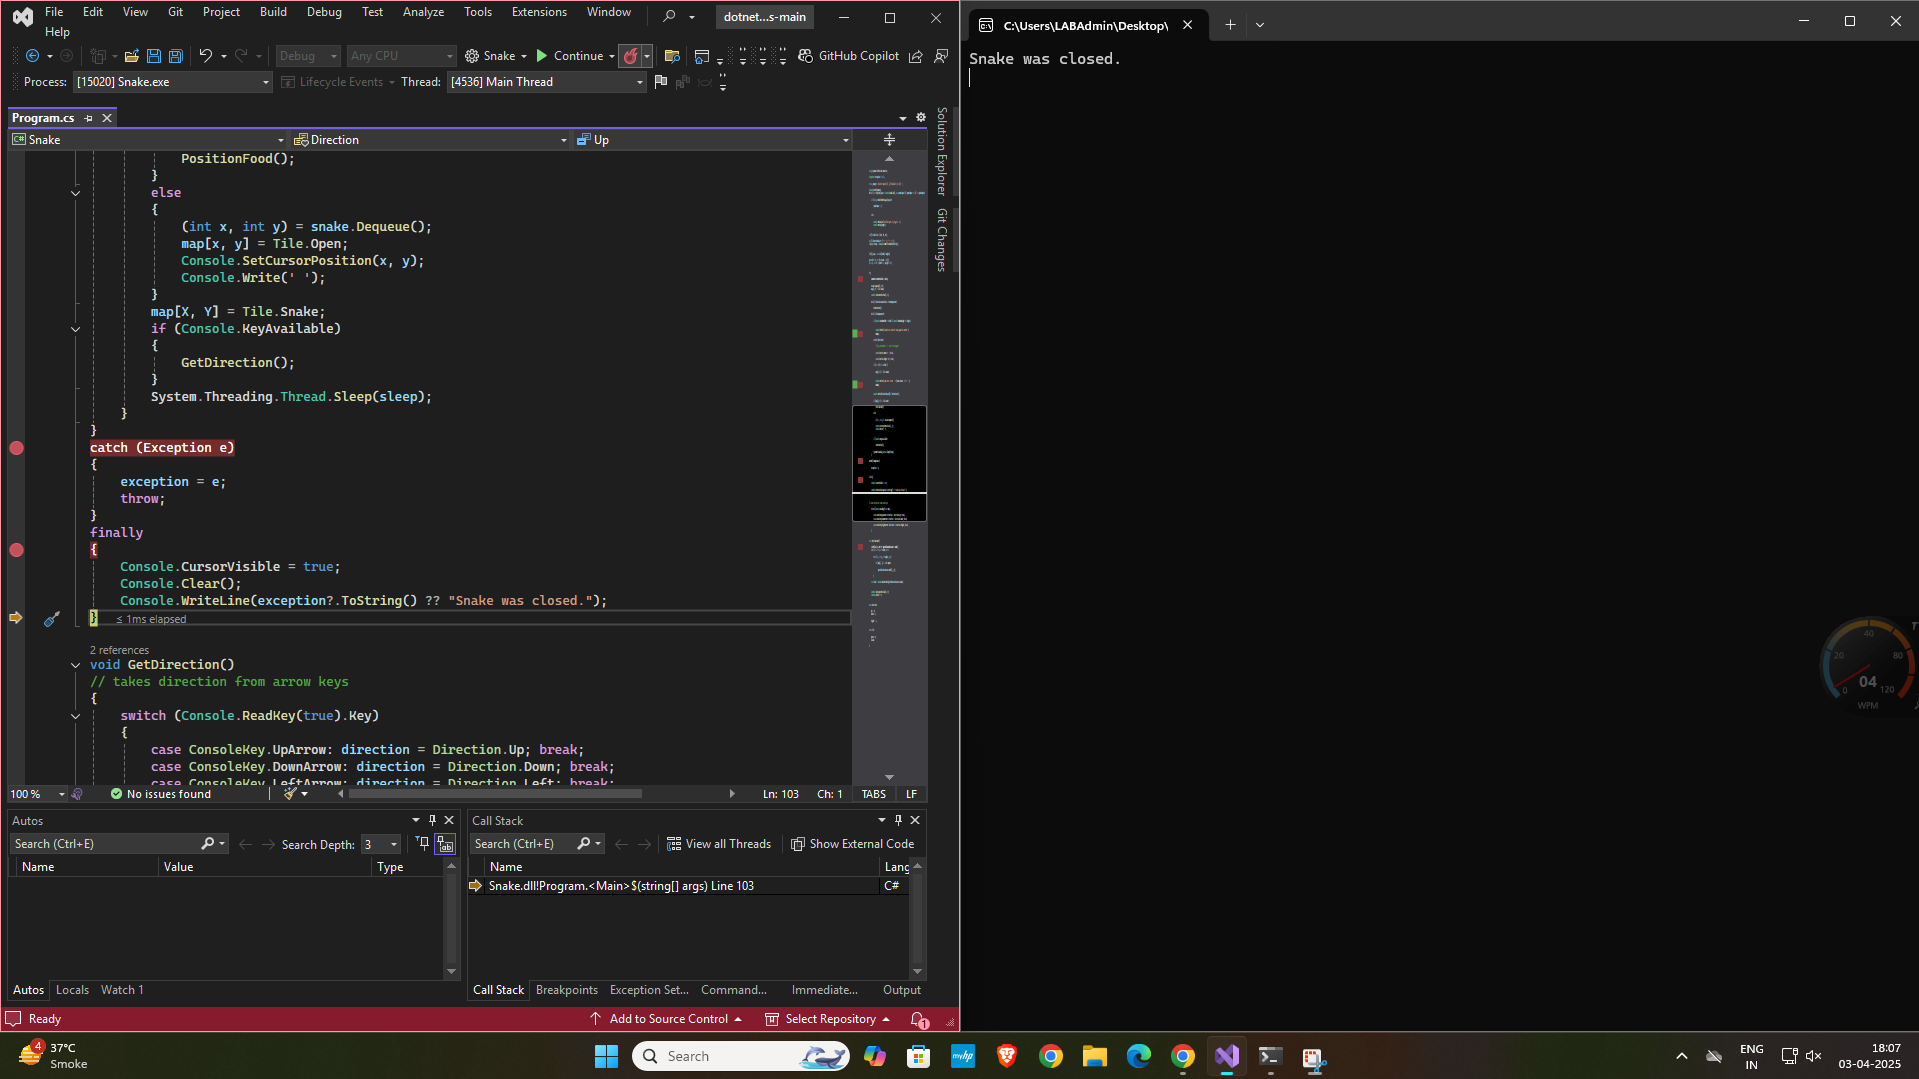 File Edit View Git Project Build Debug Test Analyze Tools Extensions Window dotnet...s-main
Help
Debug Any CPU Snake Continue GitHub Copilot
Process: [15020] Snake.exe Lifecycle Events Thread: [4536] Main Thread
Program.cs
C# Snake Direction Up
Solution Explorer
Git Changes
PositionFood();
}
else
{
(int x, int y) = snake.Dequeue();
map[x, y] = Tile.Open;
Console.SetCursorPosition(x, y);
Console.Write(' ');
}
map[X, Y] = Tile.Snake;
if (Console.KeyAvailable)
{
GetDirection();
}
System.Threading.Thread.Sleep(sleep);
}
}
catch (Exception e)
{
exception = e;
throw;
}
finally
{
Console.CursorVisible = true;
Console.Clear();
Console.WriteLine(exception?.ToString() ?? "Snake was closed.");
} ≤ 1ms elapsed
2 references
void GetDirection()
// takes direction from arrow keys
{
switch (Console.ReadKey(true).Key)
{
case ConsoleKey.UpArrow: direction = Direction.Up; break;
case ConsoleKey.DownArrow: direction = Direction.Down; break;
case ConsoleKey.LeftArrow: direction = Direction.Left; break;
100 % No issues found Ln: 103 Ch: 1 TABS LF
Autos
Search (Ctrl+E) Search Depth: 3
Name Value Type
Autos Locals Watch 1
Call Stack
Search (Ctrl+E) View all Threads Show External Code
Name Lang
Snake.dll!Program.<Main>$(string[] args) Line 103 C#
Call Stack Breakpoints Exception Set... Command... Immediate... Output
Ready Add to Source Control Select Repository 1
C:\Users\LABAdmin\Desktop\
Snake was closed.
40
20 80
04
0 120
WPM
4 37°C
Smoke
Search
myhp
ENG
IN
18:07
03-04-2025